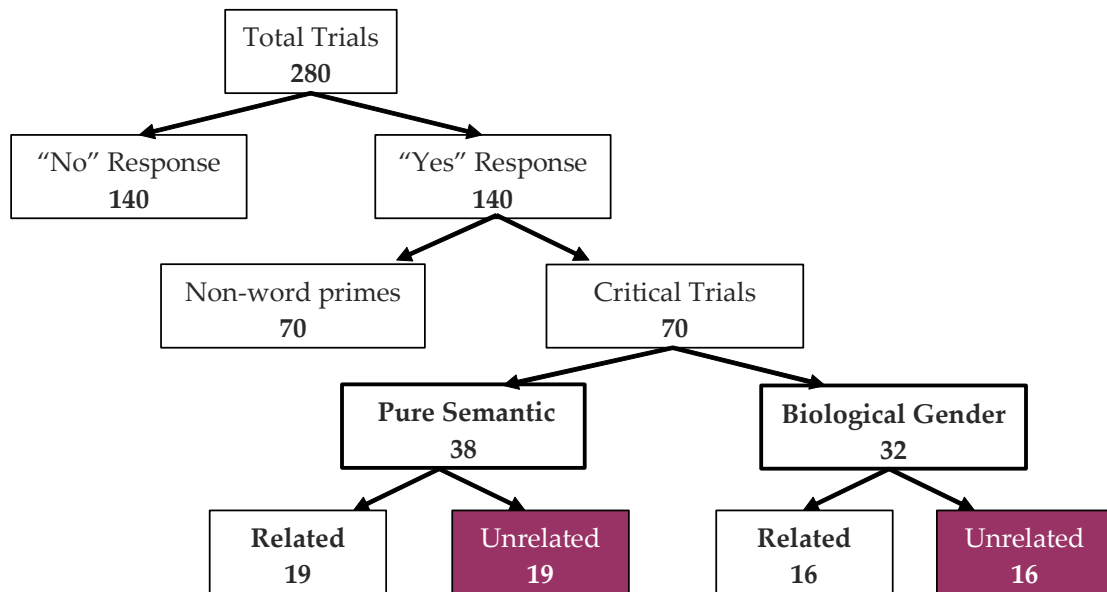 Total Trials
280
“No” Response
140
“Yes” Response
140
Non-word primes
70
Critical Trials
70
Pure Semantic
38
Biological Gender
32
Related
19
Unrelated
19
Related
16
Unrelated
16